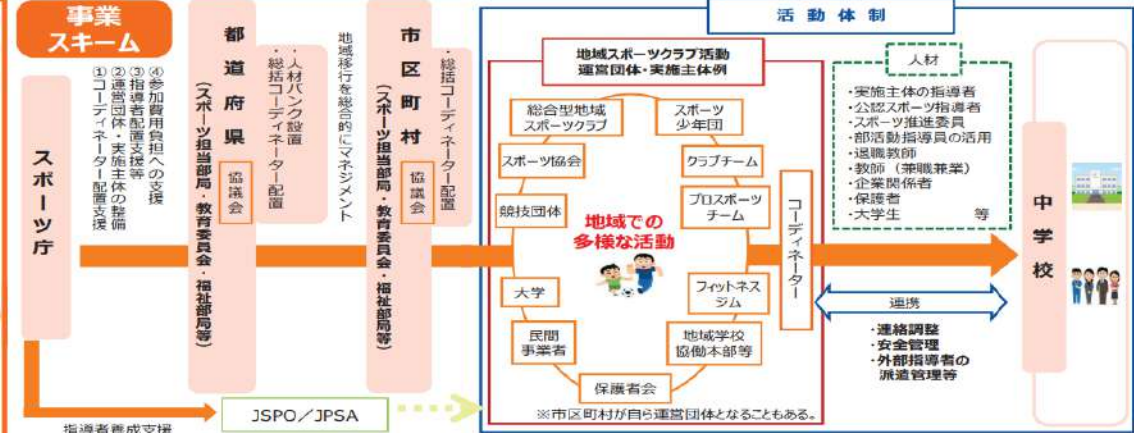 事業
スキーム
スポーツ庁
①コーディネーター配置支援
②運営団体・実施主体の整備
③指導者配置支援等
④参加費用負担への支援
都道府県
(スポーツ担当部局・教育委員会・福祉部局等)
協議会
・人材バンク設置
・総括コーディネーター配置
地域移行を総合的にマネジメント
市区町村
(スポーツ担当部局・教育委員会・福祉部局等)
協議会
・総括コーディネーター配置
指導者養成支援
JSPO/JPSA
活動体制
地域スポーツクラブ活動
運営団体・実施主体例
総合型地域
スポーツクラブ
スポーツ
少年団
スポーツ協会
クラブチーム
競技団体
プロスポーツ
チーム
地域での
多様な活動
大学
フィットネス
ジム
民間
事業者
地域学校
協働本部等
保護者会
※市区町村が自ら運営団体となることもある。
コーディネーター
人材
・実施主体の指導者
・公認スポーツ指導者
・スポーツ推進委員
・部活動指導員の活用
・退職教師
・教師(兼職兼業)
・企業関係者
・保護者
・大学生 等
連携
・連絡調整
・安全管理
・外部指導者の
派遣管理等
中学校